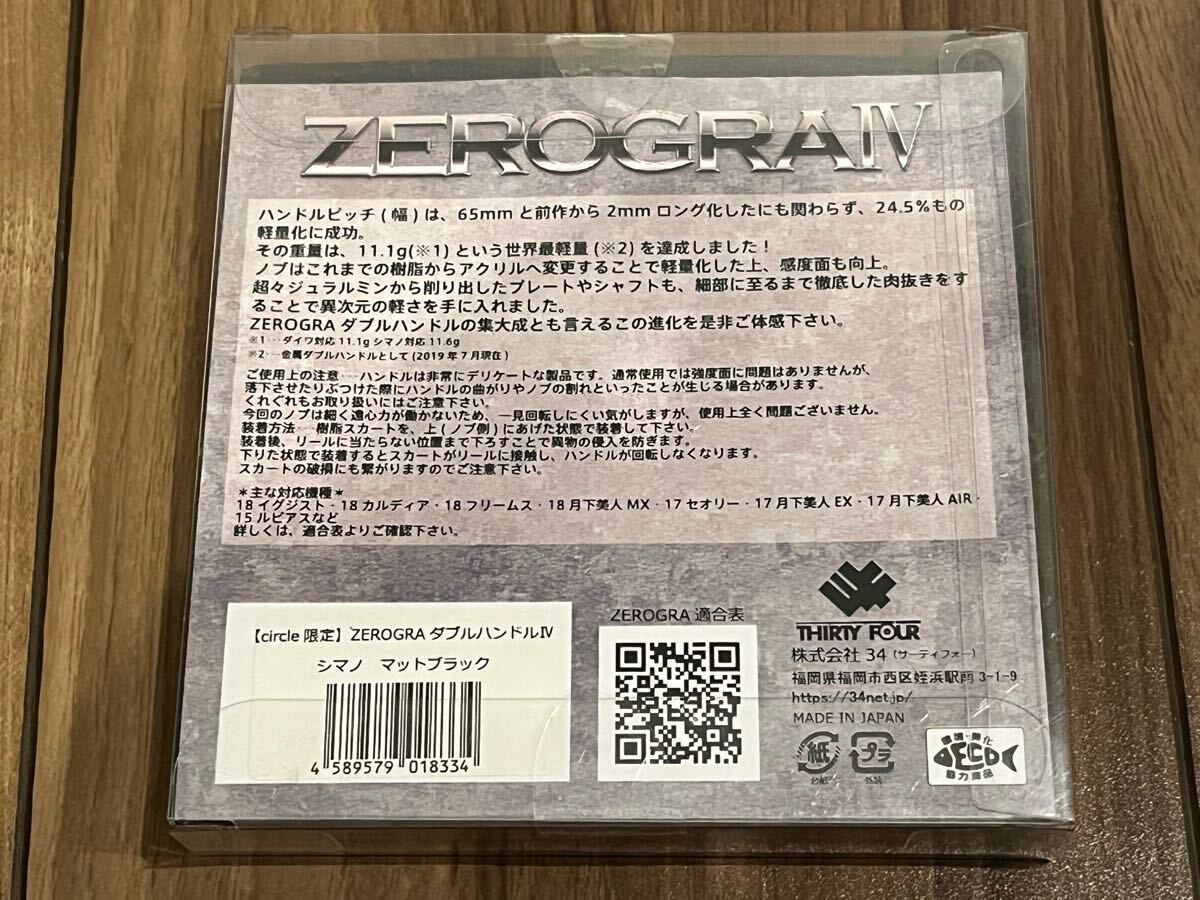 ZEROGRAIV
ハンドルピッチ(幅)は、65mmと前作から2mmロング化したにも関わらず、24.5%もの
軽量化に成功。
その重量は、11.1g(※1)という世界最軽量(※2)を達成しました!
ノブはこれまでの樹脂からアクリルへ変更することで軽量化した上、感度面も向上。
超々ジュラルミンから削り出したプレートやシャフトも、細部に至るまで徹底した肉抜きをす
ることで異次元の軽さを手に入れました。
ZEROGRAダブルハンドルの集大成とも言えるこの進化を是非ご体感下さい。
※1…ダイワ対応11.1gシマノ対応11.6g
※2…金属ダブルハンドルとして(2019年7月現在)
ご使用上の注意…ハンドルは非常にデリケートな製品です。通常使用では強度面に問題はありませんが、
落下させたりぶつけた際にハンドルの曲がりやノブの割れといったことが生じる場合があります。
くれぐれもお取り扱いにはご注意下さい。
今回のノブは細く遠心力が働かないため、一見回転しにくい気がしますが、使用上全く問題ございません。
装着方法…樹脂スカートを、上(ノブ側)にあげた状態で装着して下さい。
装着後、リールに当たらない位置まで下ろすことで異物の侵入を防ぎます。
下りた状態で装着するとスカートがリールに接触し、ハンドルが回転しなくなります。
スカートの破損にも繋がりますのでご注意下さい。
*主な対応機種*
18イグジスト・18カルディア・18フリームス・18月下美人MX・17セオリー・17月下美人EX・17月下美人AIR・
15ルビアスなど
詳しくは、適合表よりご確認下さい。
【circle限定】ZEROGRAダブルハンドルⅣ
シマノ マットブラック
4 589579 018334
ZEROGRA適合表
THIRTY FOUR
株式会社34(サーティフォー)
福岡県福岡市西区姪浜駅南3-1-9
https://34net.jp/
MADE IN JAPAN
紙
台紙
プラ
外品
環境・美化
DECO
協力商品